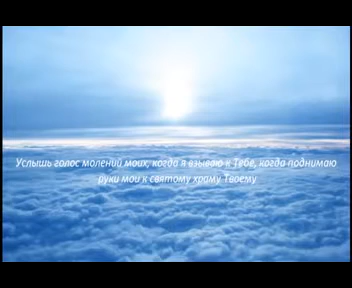 Услышь голос молений моих, когда я взываю к Тебе, когда поднимаю
руки мои к святому храму Твоему